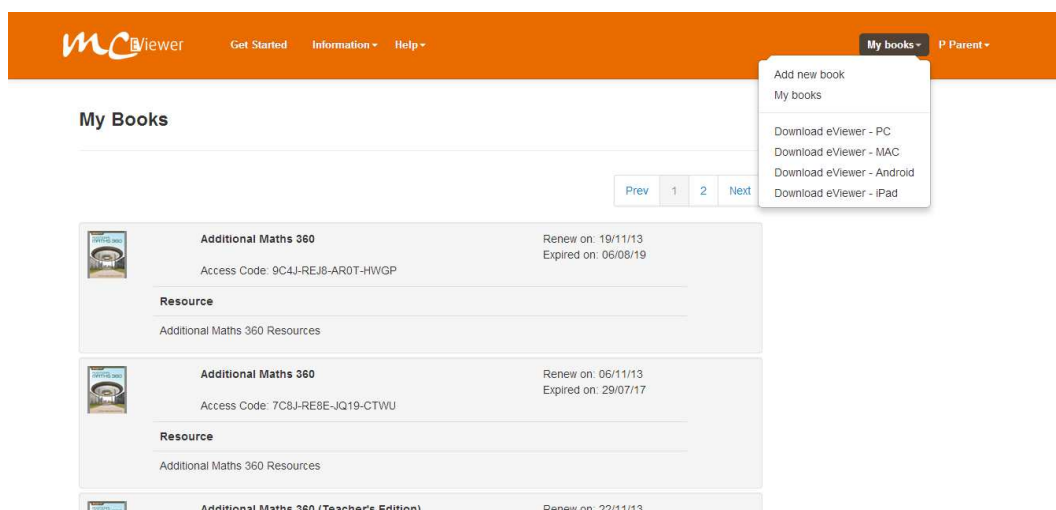 MCEViewer Get Started Information Help My books P Parent
Add new book
My books
Download eViewer - PC
Download eViewer - MAC
Download eViewer - Android
Download eViewer - iPad
My Books
Prev 1 2 Next
Additional Maths 360 Renew on: 19/11/13
Expired on: 06/08/19
Access Code: 9C4J-REJ8-AR0T-HWGP
Resource
Additional Maths 360 Resources
Additional Maths 360 Renew on: 06/11/13
Expired on: 29/07/17
Access Code: 7C8J-RE8E-JQ19-CTWU
Resource
Additional Maths 360 Resources
Additional Maths 360 (Teacher's Edition) Renew on: 22/11/13